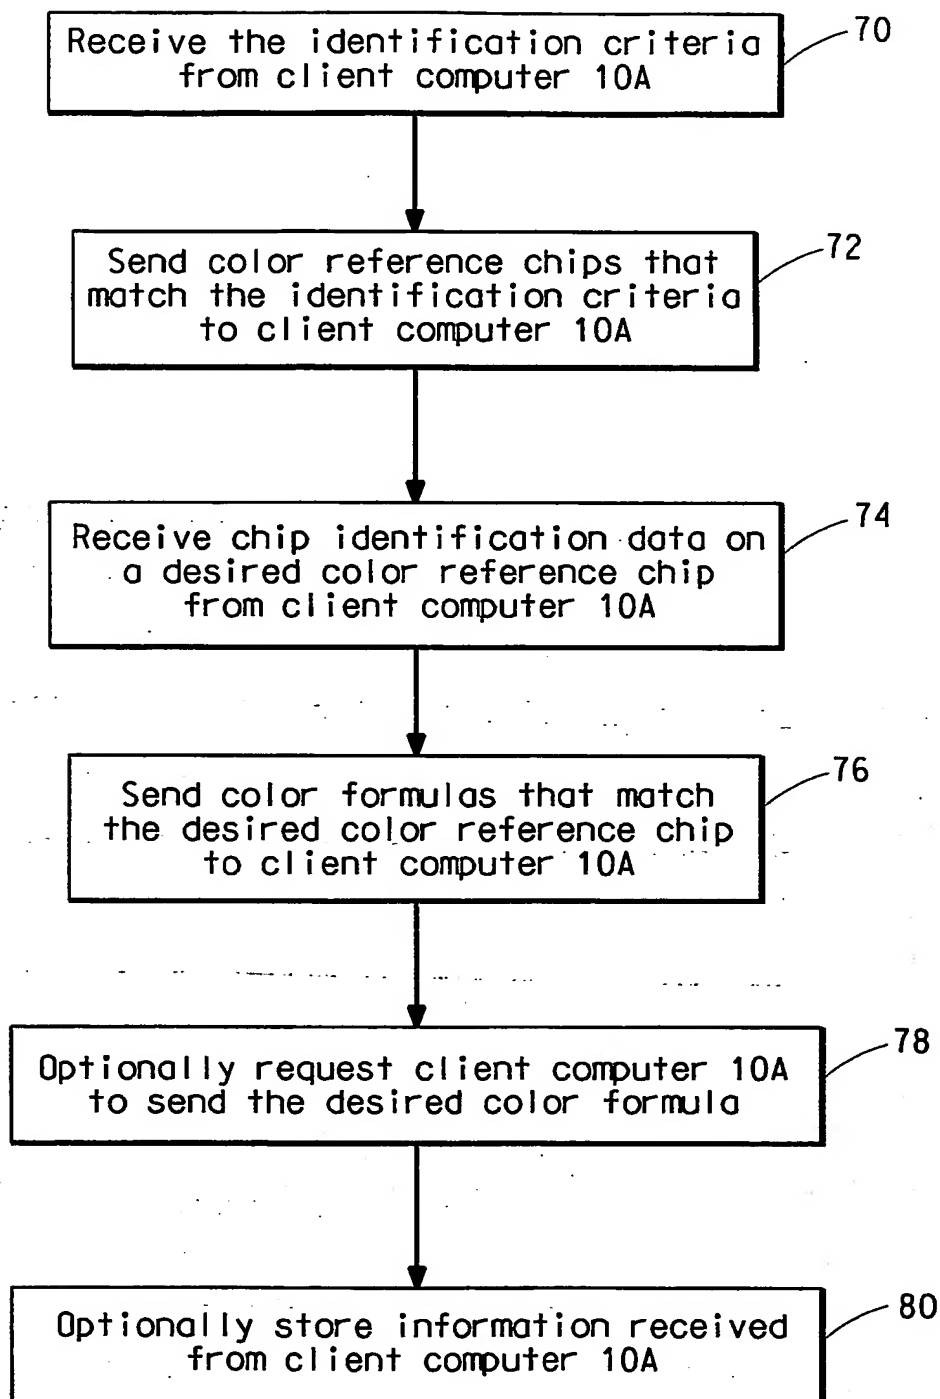 Receive the identification criteria
from client computer 10A
70
Send color reference chips that
match the identification criteria
to client computer 10A
72
Receive chip identification data on
a desired color reference chip
from client computer 10A
74
Send color formulas that match
the desired color reference chip
to client computer 10A
76
Optionally request client computer 10A
to send the desired color formula
78
Optionally store information received
from client computer 10A
80